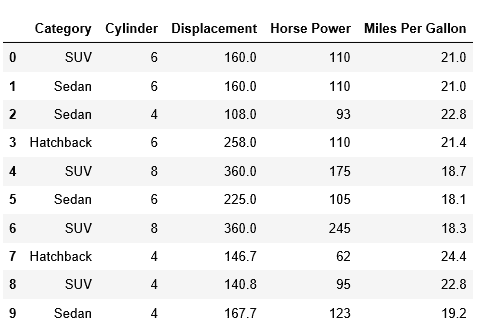 Category Cylinder Displacement Horse Power Miles Per Gallon
0 SUV 6 160.0 110 21.0
1 Sedan 6 160.0 110 21.0
2 Sedan 4 108.0 93 22.8
3 Hatchback 6 258.0 110 21.4
4 SUV 8 360.0 175 18.7
5 Sedan 6 225.0 105 18.1
6 SUV 8 360.0 245 18.3
7 Hatchback 4 146.7 62 24.4
8 SUV 4 140.8 95 22.8
9 Sedan 4 167.7 123 19.2